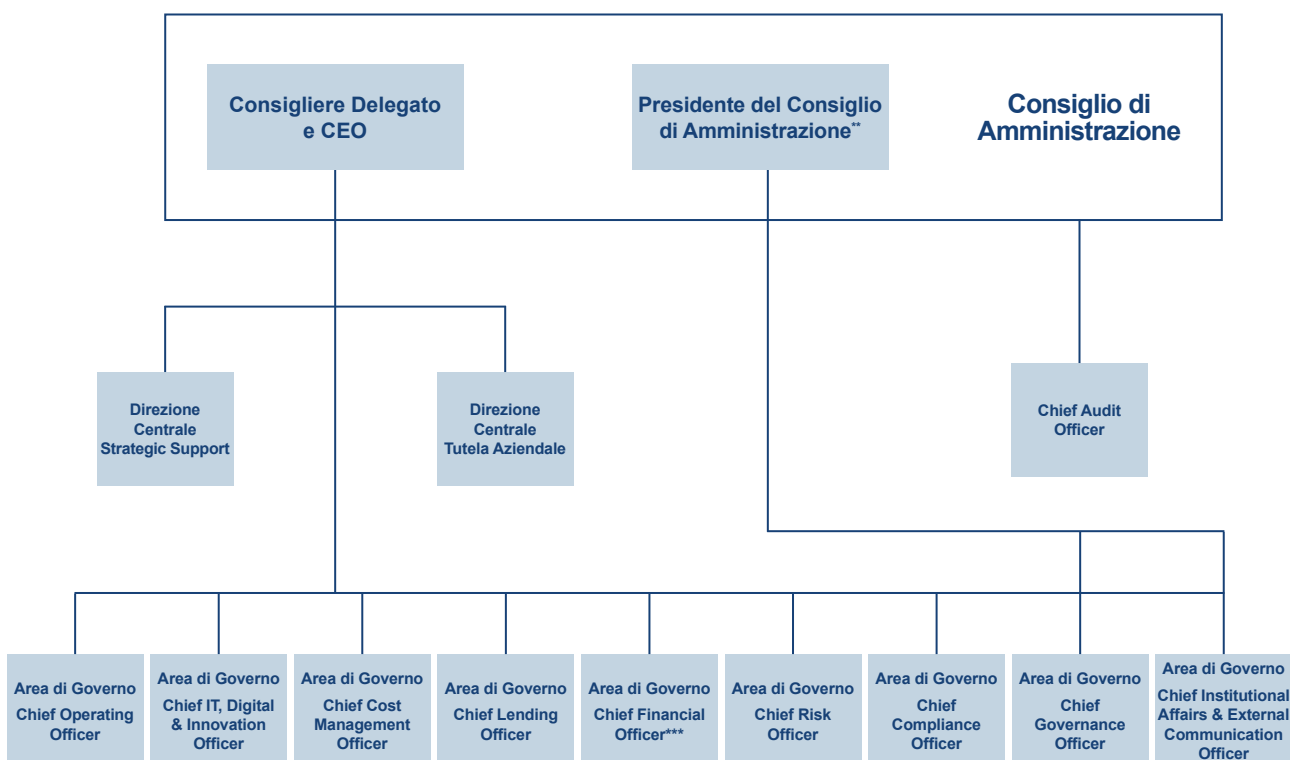 Consigliere Delegato
e CEO
Presidente del Consiglio
di Amministrazione**
Consiglio di
Amministrazione
Direzione
Centrale
Strategic Support
Direzione
Centrale
Tutela Aziendale
Chief Audit
Officer
Area di Governo
Chief Operating
Officer
Area di Governo
Chief IT, Digital
& Innovation
Officer
Area di Governo
Chief Cost
Management
Officer
Area di Governo
Chief Lending
Officer
Area di Governo
Chief Financial
Officer***
Area di Governo
Chief Risk
Officer
Area di Governo
Chief
Compliance
Officer
Area di Governo
Chief
Governance
Officer
Area di Governo
Chief Institutional
Affairs & External
Communication
Officer